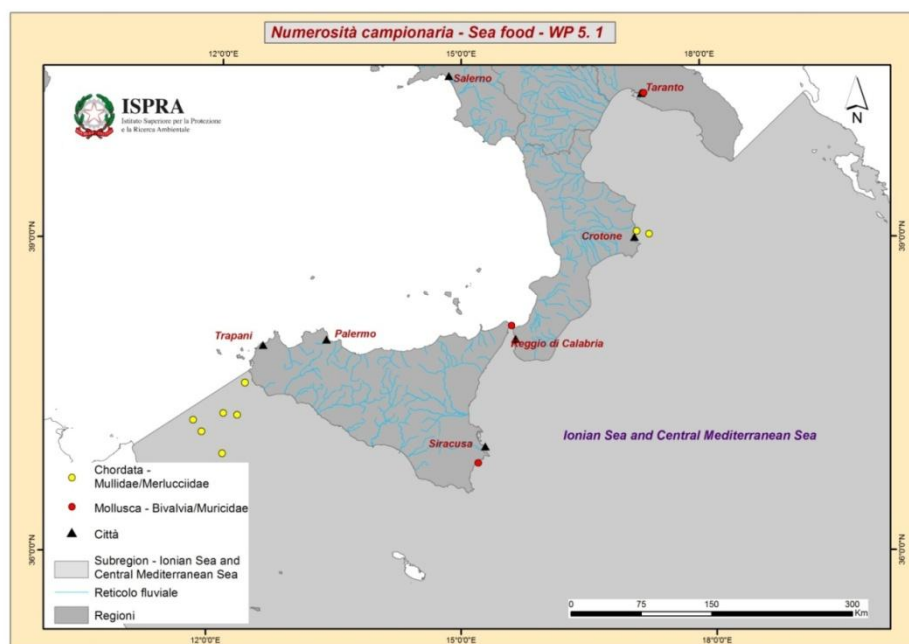 Numerosità campionaria - Sea food - WP 5. 1
12°0'0"E
15°0'0"E
18°0'0"E
ISPRA
Istituto Superiore per la Protezione
e la Ricerca Ambientale
Salerno
Taranto
N
39°0'0"N
39°0'0"N
Crotone
Trapani
Palermo
Reggio di Calabria
Siracusa
Ionian Sea and Central Mediterranean Sea
Chordata -
Mullidae/Merlucciidae
Mollusca - Bivalvia/Muricidae
Città
Subregion - Ionian Sea and
Central Mediterranean Sea
Reticolo fluviale
Regioni
36°0'0"N
36°0'0"N
0 75 150 300
Km
12°0'0"E
15°0'0"E
18°0'0"E